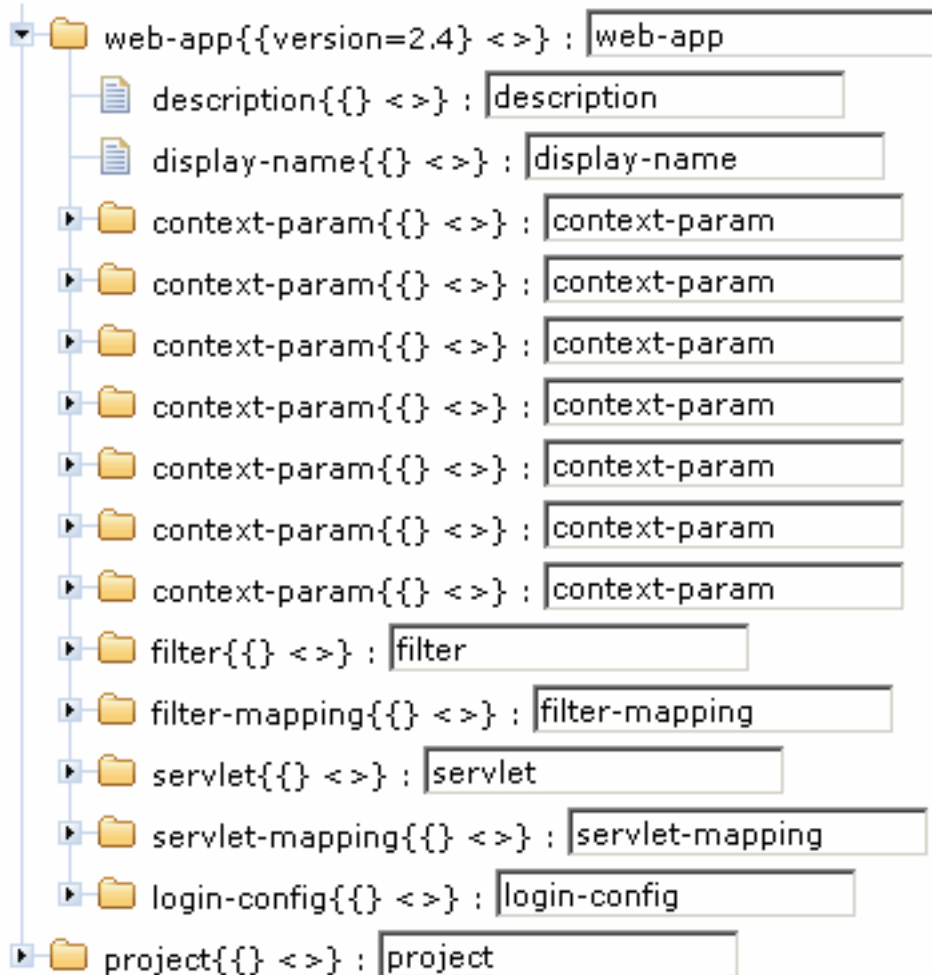 web-app{{version=2.4} <>} : web-app
description{{} <>} : description
display-name{{} <>} : display-name
context-param{{} <>} : context-param
context-param{{} <>} : context-param
context-param{{} <>} : context-param
context-param{{} <>} : context-param
context-param{{} <>} : context-param
context-param{{} <>} : context-param
context-param{{} <>} : context-param
filter{{} <>} : filter
filter-mapping{{} <>} : filter-mapping
servlet{{} <>} : servlet
servlet-mapping{{} <>} : servlet-mapping
login-config{{} <>} : login-config
project{{} <>} : project